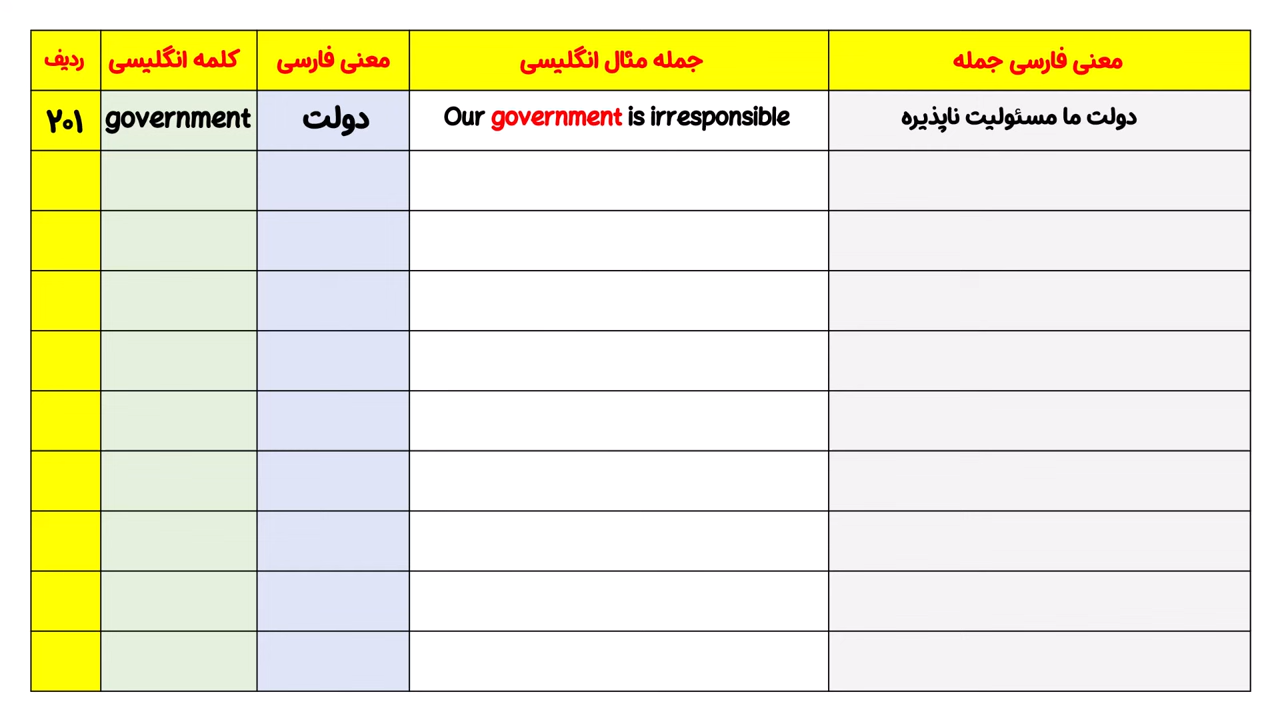 ردیف کلمه انگلیسی معنی فارسی جمله مثال انگلیسی معنی فارسی جمله
۲۰۱ government دولت Our government is irresponsible دولت ما مسئولیت ناپذیره